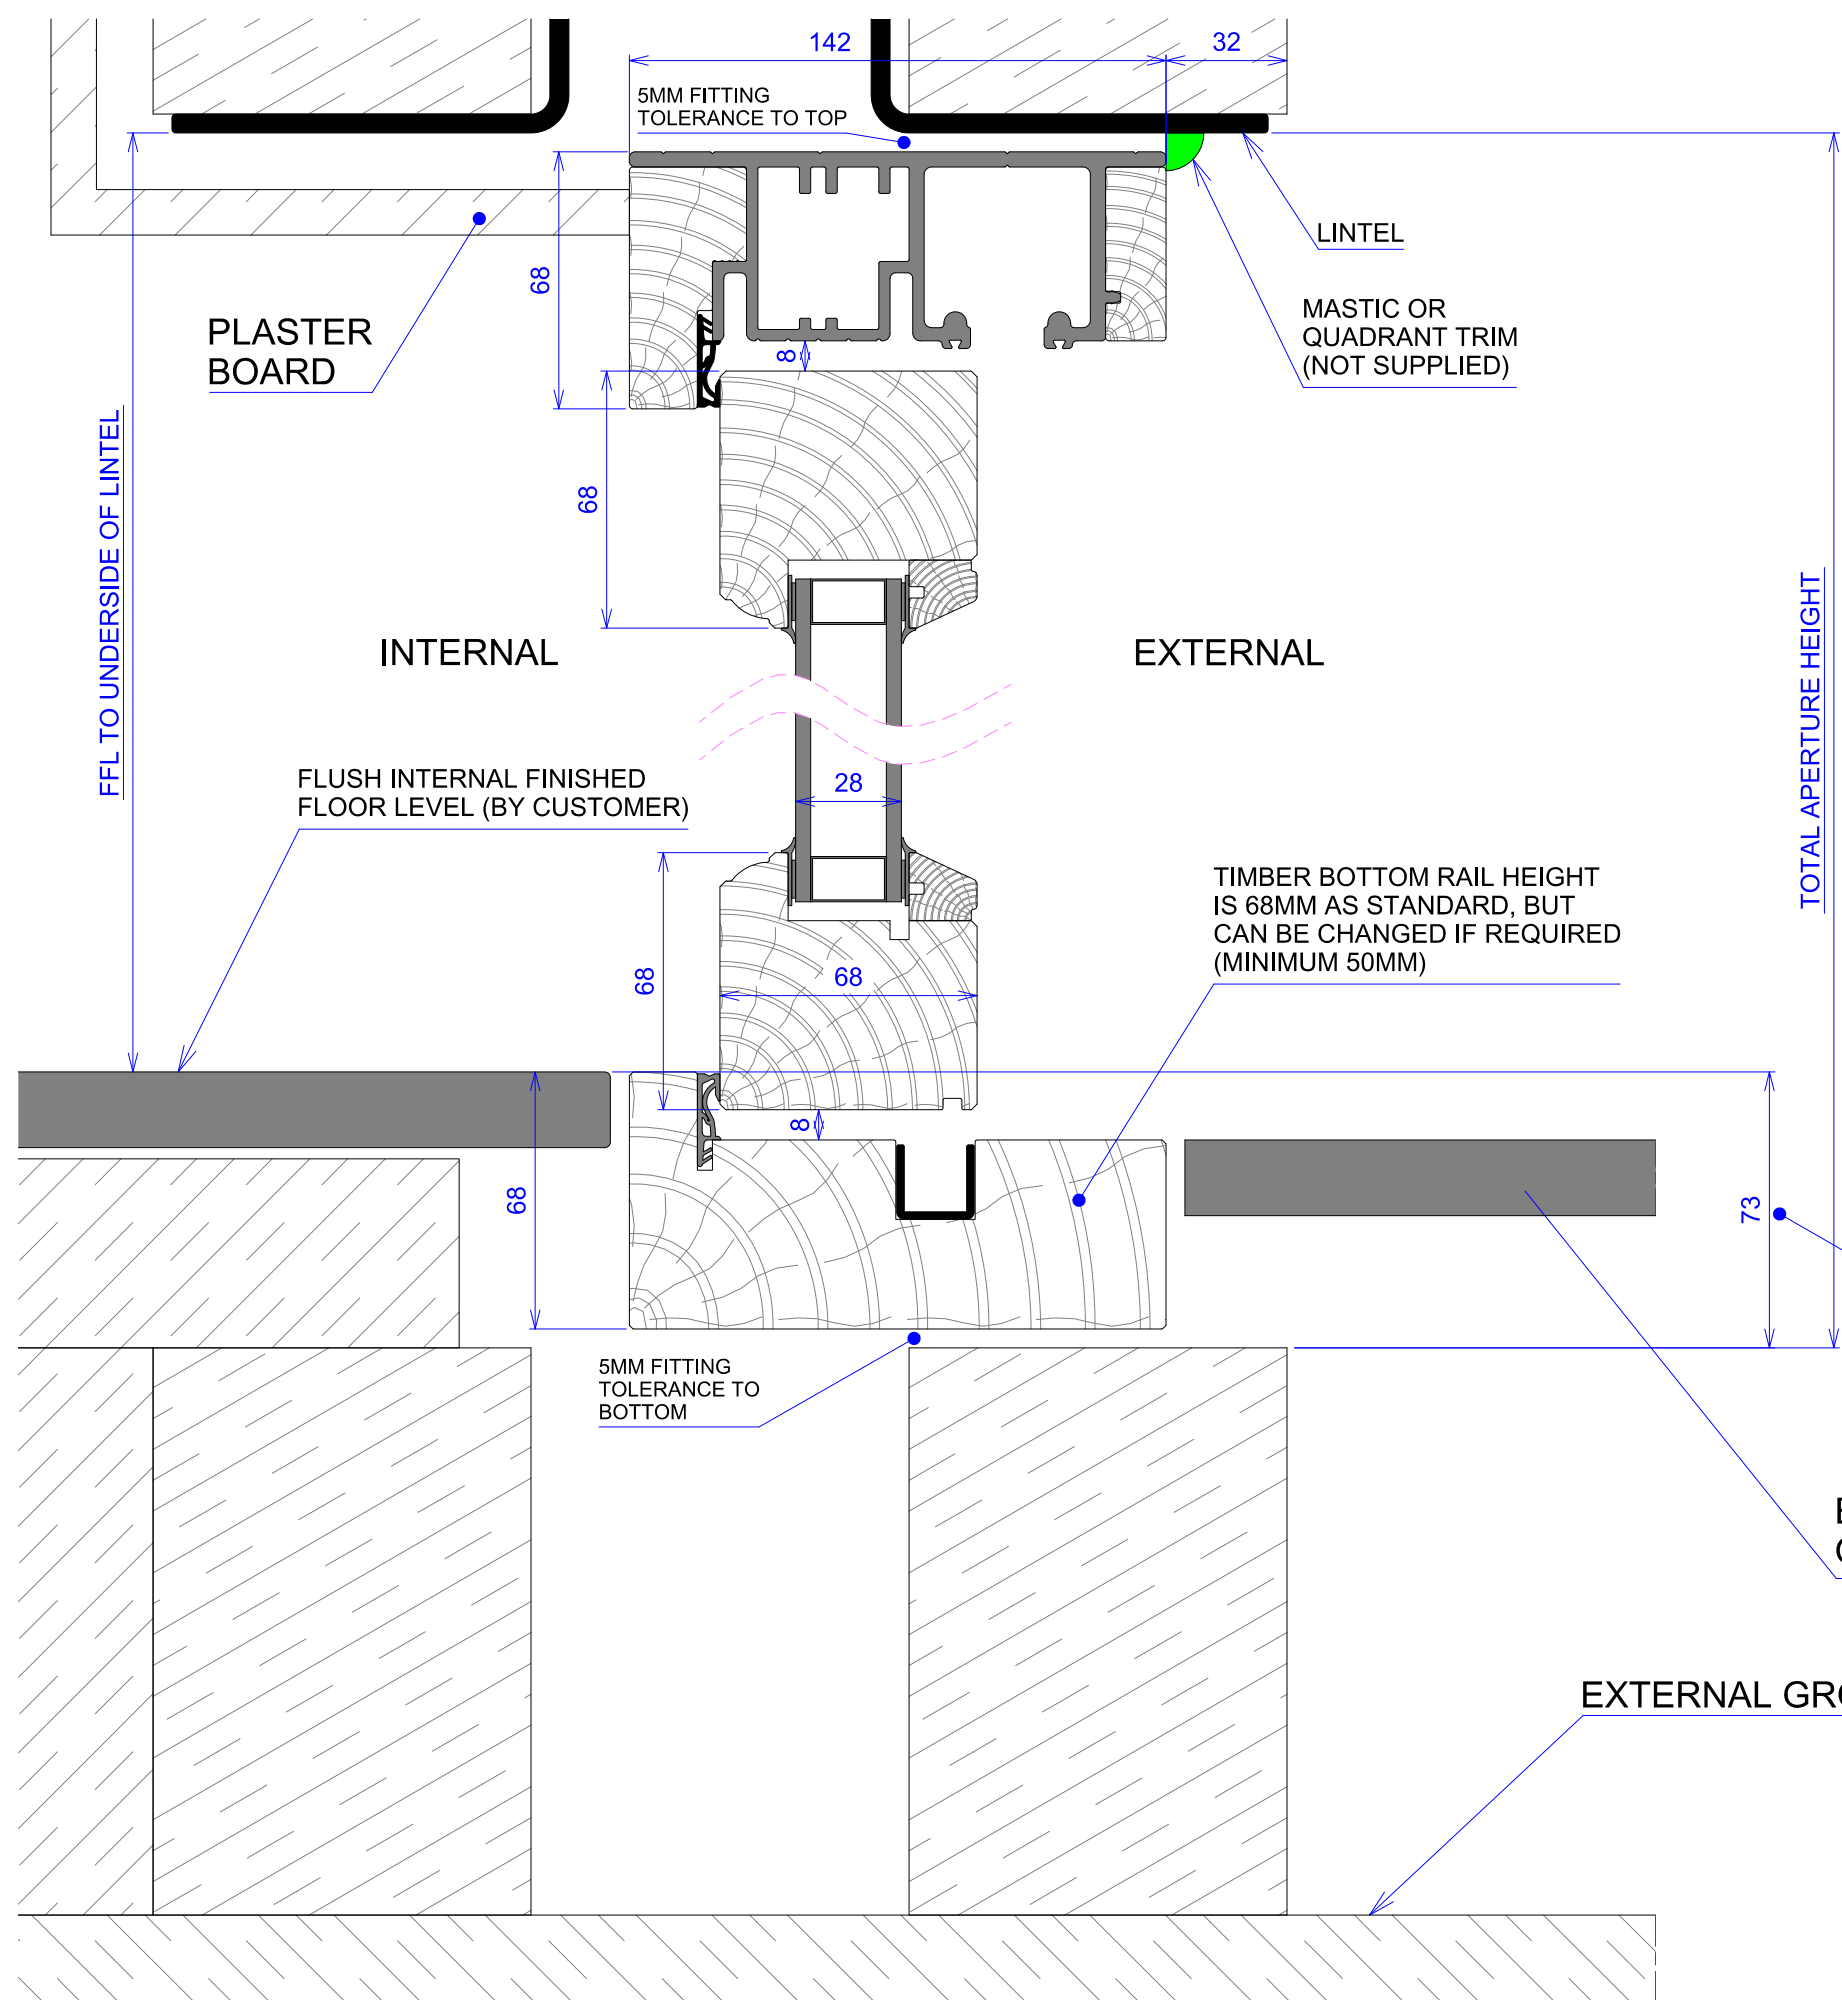 142
32
5MM FITTING
TOLERANCE TO TOP
LINTEL
68
MASTIC OR
QUADRANT TRIM
(NOT SUPPLIED)
PLASTER
BOARD
8
68
FFL TO UNDERSIDE OF LINTEL
INTERNAL
EXTERNAL
TOTAL APERTURE HEIGHT
FLUSH INTERNAL FINISHED
FLOOR LEVEL (BY CUSTOMER)
28
TIMBER BOTTOM RAIL HEIGHT
IS 68MM AS STANDARD, BUT
CAN BE CHANGED IF REQUIRED
(MINIMUM 50MM)
68
68
8
68
73
5MM FITTING
TOLERANCE TO
BOTTOM
EXTERNAL